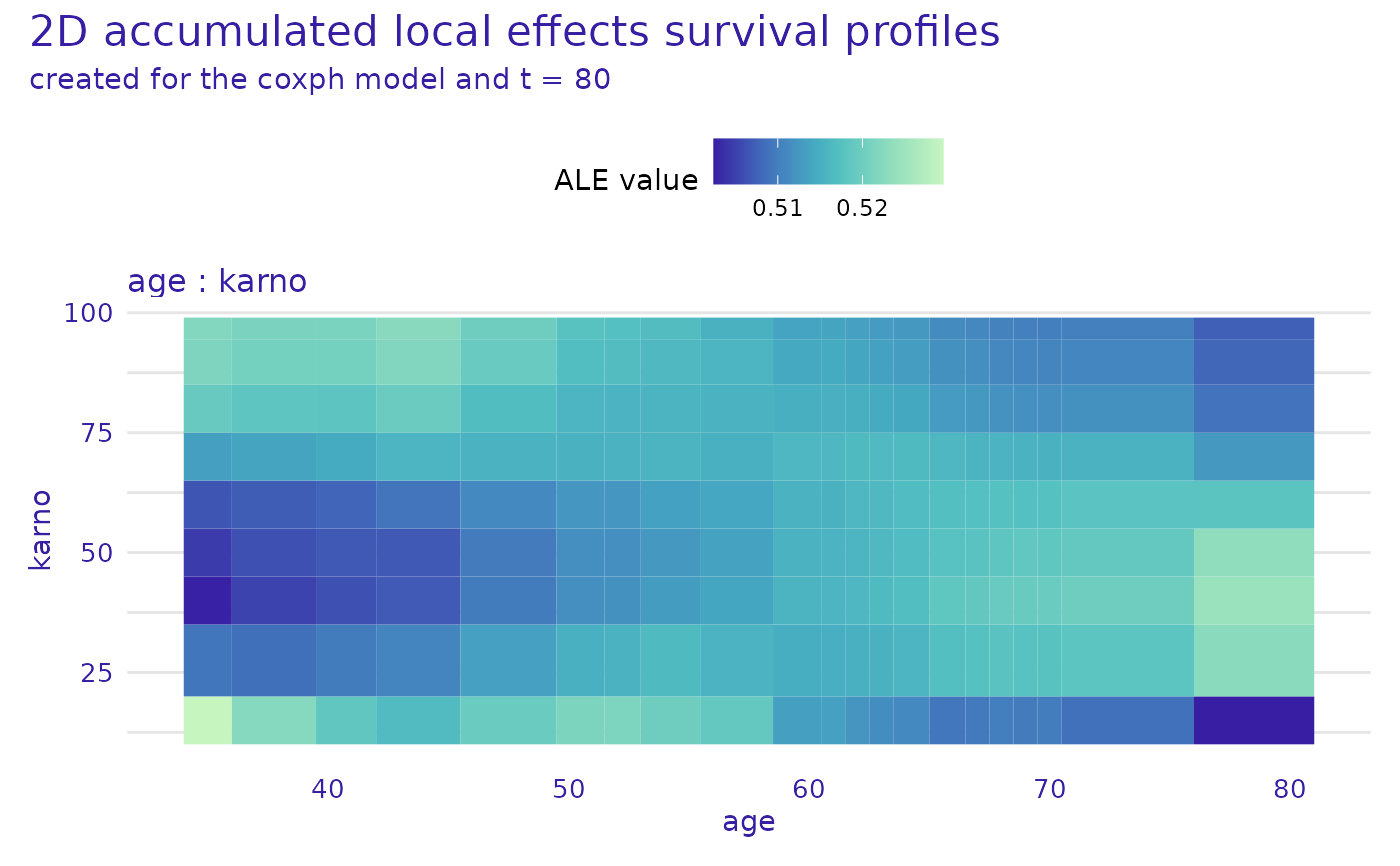 2D accumulated local effects survival profiles
created for the coxph model and t = 80
ALE value
0.51 0.52
age : karno
100
75
50
25
karno
40 50 60 70 80
age